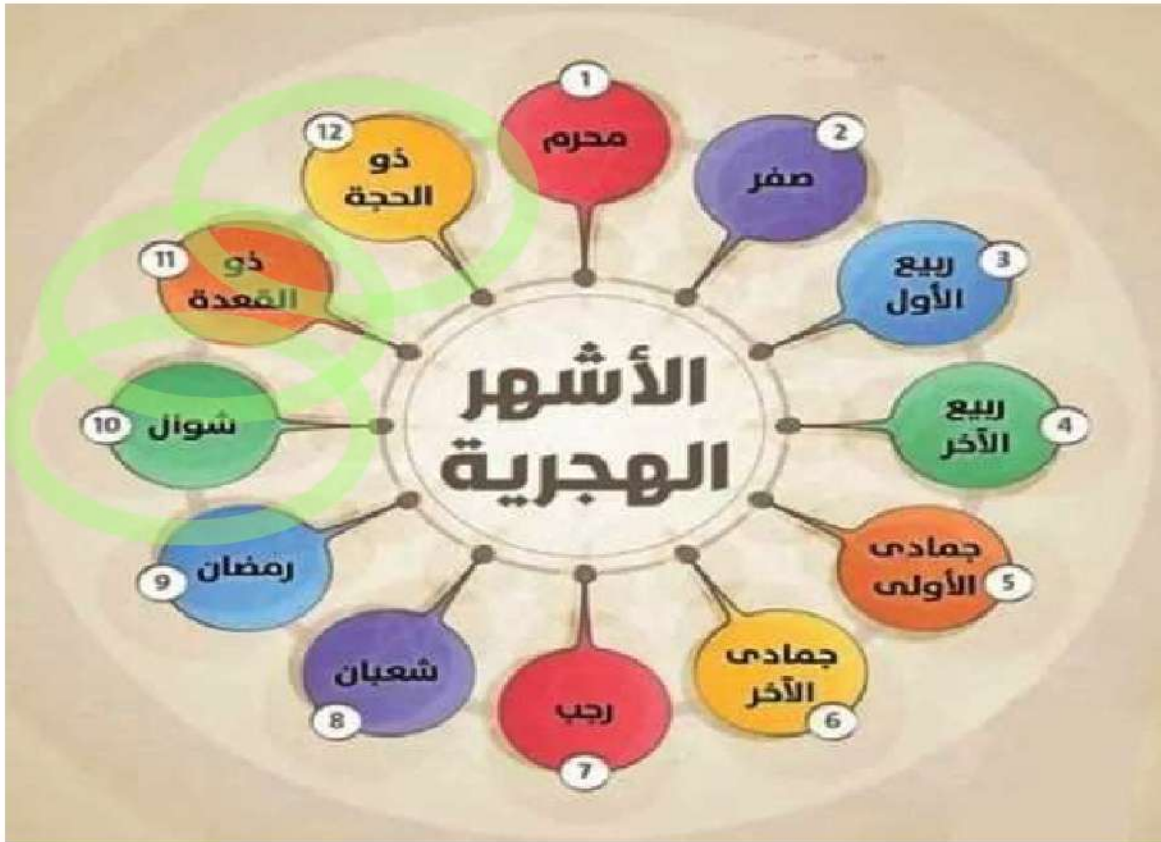 الأشهر
الهجرية
1
محرم
2
صفر
3
ربيع
الأول
4
ربيع
الآخر
5
جمادى
الأولى
6
جمادى
الآخر
7
رجب
8
شعبان
9
رمضان
10
شوال
11
ذو
القعدة
12
ذو
الحجة